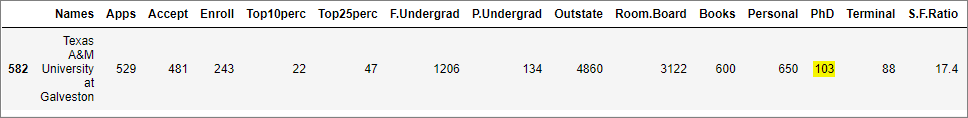 Names Apps Accept Enroll Top10perc Top25perc F.Undergrad P.Undergrad Outstate Room.Board Books Personal PhD Terminal S.F.Ratio
Texas
A&M
582 University 529 481 243 22 47 1206 134 4860 3122 600 650 103 88 17.4
at
Galveston